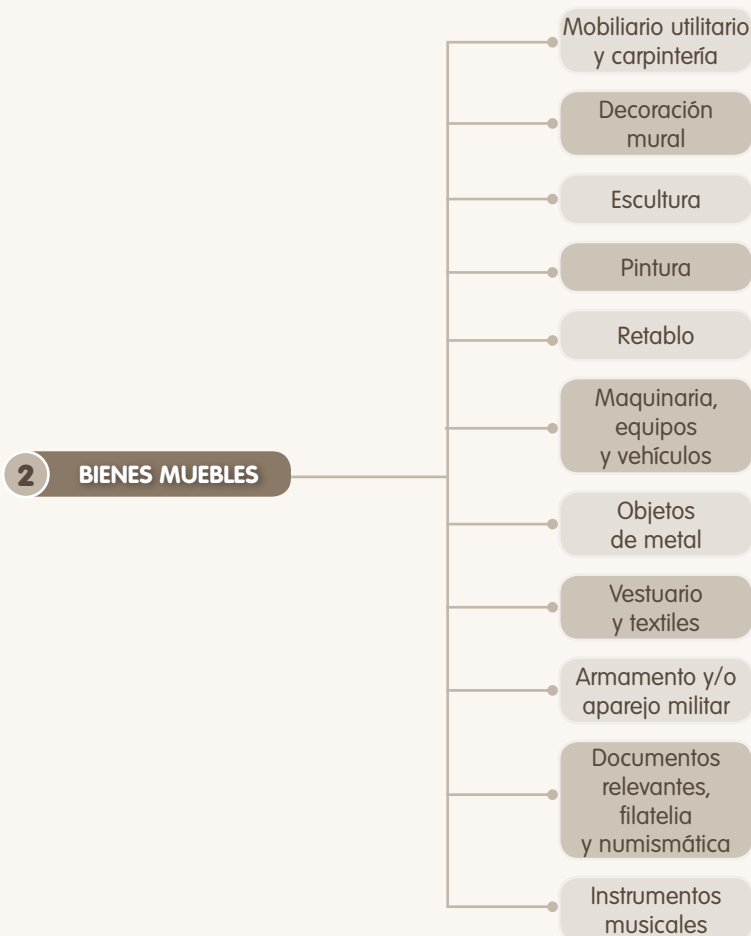 Mobiliario utilitario
y carpintería
Decoración
mural
Escultura
Pintura
Retablo
Maquinaria,
equipos
y vehículos
2 BIENES MUEBLES
Objetos
de metal
Vestuario
y textiles
Armamento y/o
aparejo militar
Documentos
relevantes,
filatelia
y numismática
Instrumentos
musicales